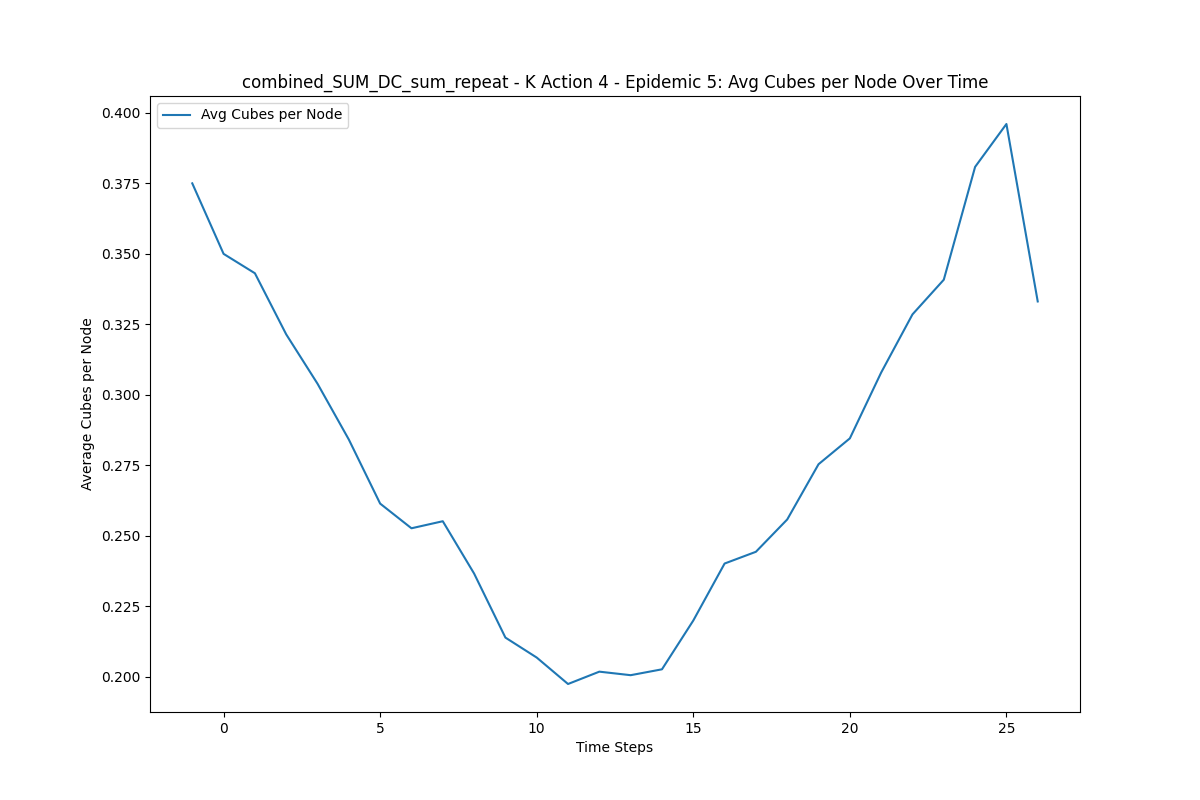 combined_SUM_DC_sum_repeat - K Action 4 - Epidemic 5: Avg Cubes per Node Over Time
Avg Cubes per Node
0.400
0.375
0.350
0.325
0.300
0.275
0.250
0.225
0.200
Average Cubes per Node
0 5 10 15 20 25
Time Steps